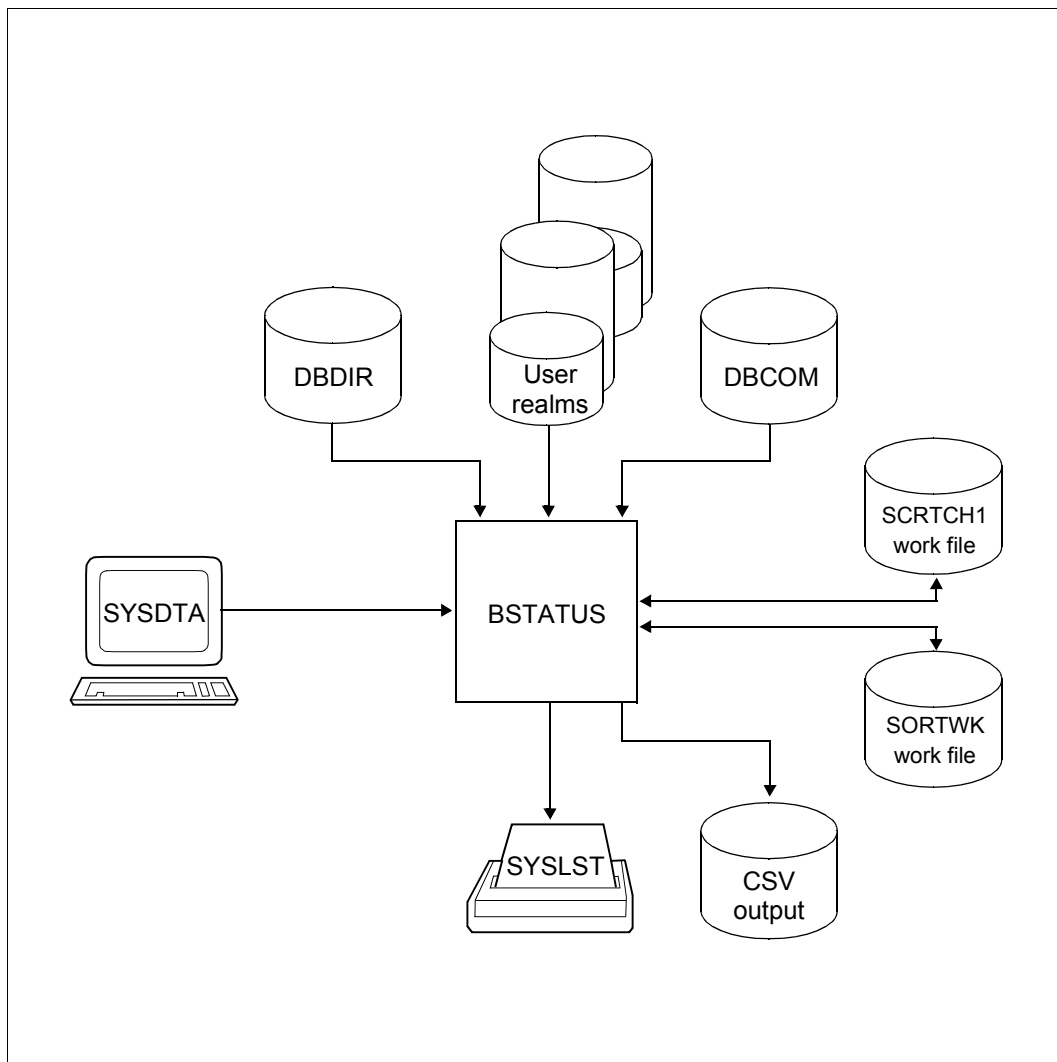 DBDIR
User
realms
DBCOM
SCRTCH1
work file
SYSDTA
BSTATUS
SORTWK
work file
SYSLST
CSV
output